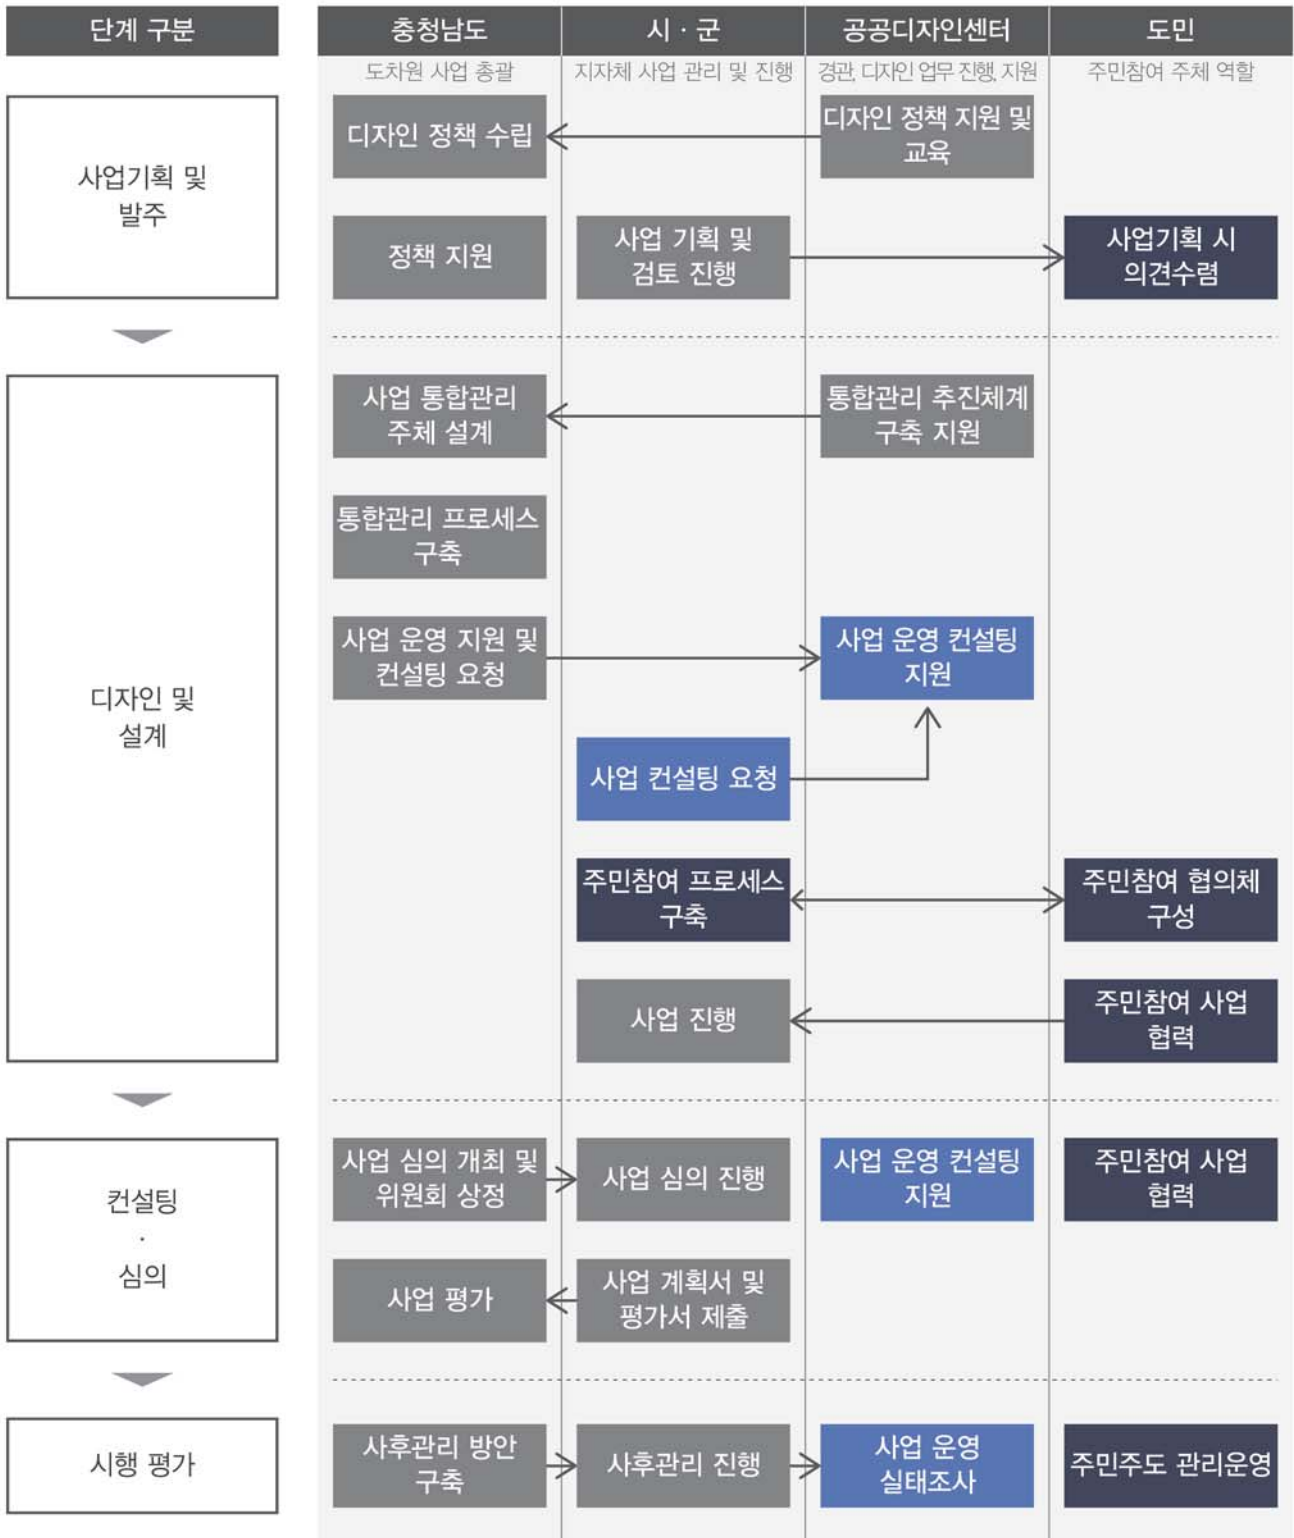 단계 구분
충청남도
시 · 군
공공디자인센터
도민
도차원 사업 총괄
지자체 사업 관리 및 진행
경관, 디자인 업무 진행, 지원
주민참여 주체 역할
사업기획 및
발주
디자인 정책 수립
디자인 정책 지원 및
교육
정책 지원
사업 기획 및
검토 진행
사업기획 시
의견수렴
디자인 및
설계
사업 통합관리
주체 설계
통합관리 추진체계
구축 지원
통합관리 프로세스
구축
사업 운영 지원 및
컨설팅 요청
사업 운영 컨설팅
지원
사업 컨설팅 요청
주민참여 프로세스
구축
주민참여 협의체
구성
사업 진행
주민참여 사업
협력
컨설팅
·
심의
사업 심의 개최 및
위원회 상정
사업 심의 진행
사업 운영 컨설팅
지원
주민참여 사업
협력
사업 평가
사업 계획서 및
평가서 제출
시행 평가
사후관리 방안
구축
사후관리 진행
사업 운영
실태조사
주민주도 관리운영